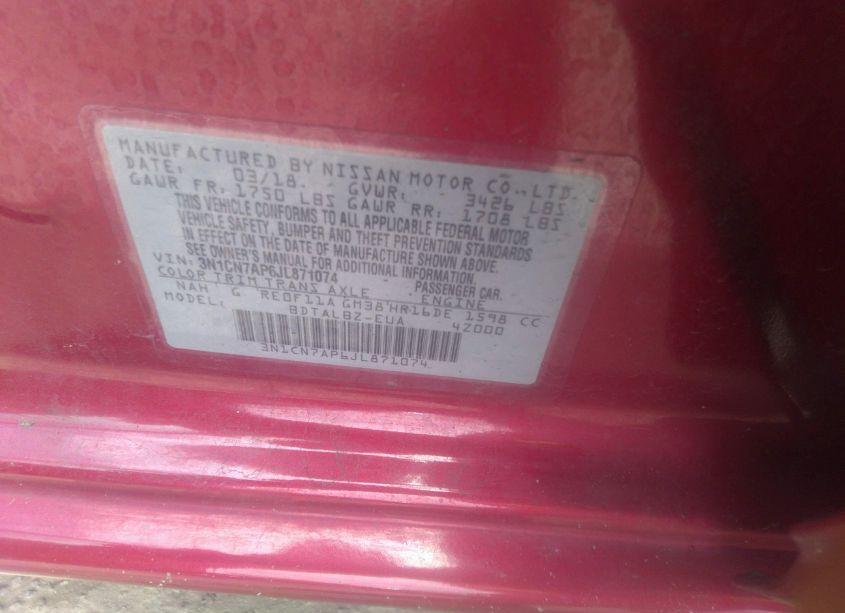 MANUFACTURED BY NISSAN MOTOR CO., LTD.
DATE: 03/18 GVWR: 3426 LBS
GAWR FR: 1750 LBS GAWR RR: 1708 LBS
THIS VEHICLE CONFORMS TO ALL APPLICABLE FEDERAL MOTOR
VEHICLE SAFETY, BUMPER AND THEFT PREVENTION STANDARDS
IN EFFECT ON THE DATE OF MANUFACTURE SHOWN ABOVE.
SEE OWNER'S MANUAL FOR ADDITIONAL INFORMATION.
VIN: 3N1CN7AP6JL871074 PASSENGER CAR.
COLOR TRIM TRANS AXLE ENGINE
NAH G RE0F11A GM38 HR16DE 1598 CC
MODEL: BDTALBZ-EUA 4Z000
3N1CN7AP6JL871074